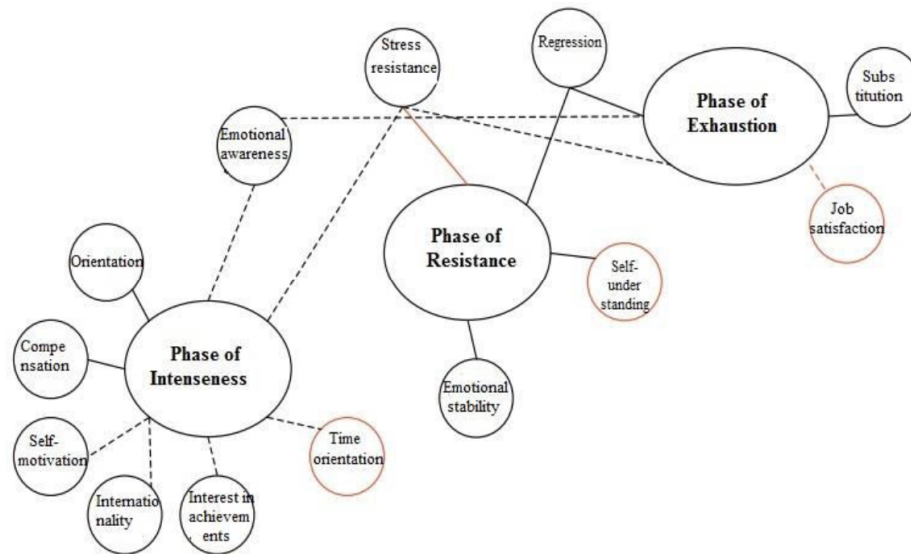 Stress
resistance
Regression
Phase of
Exhaustion
Subs
titution
Emotional
awareness
Job
satisfaction
Phase of
Resistance
Self-
under
standing
Orientation
Phase of
Intenseness
Compe
nsation
Emotional
stability
Self-
motivation
Time
orientation
Internatio
nality
Interest in
achievem
ents